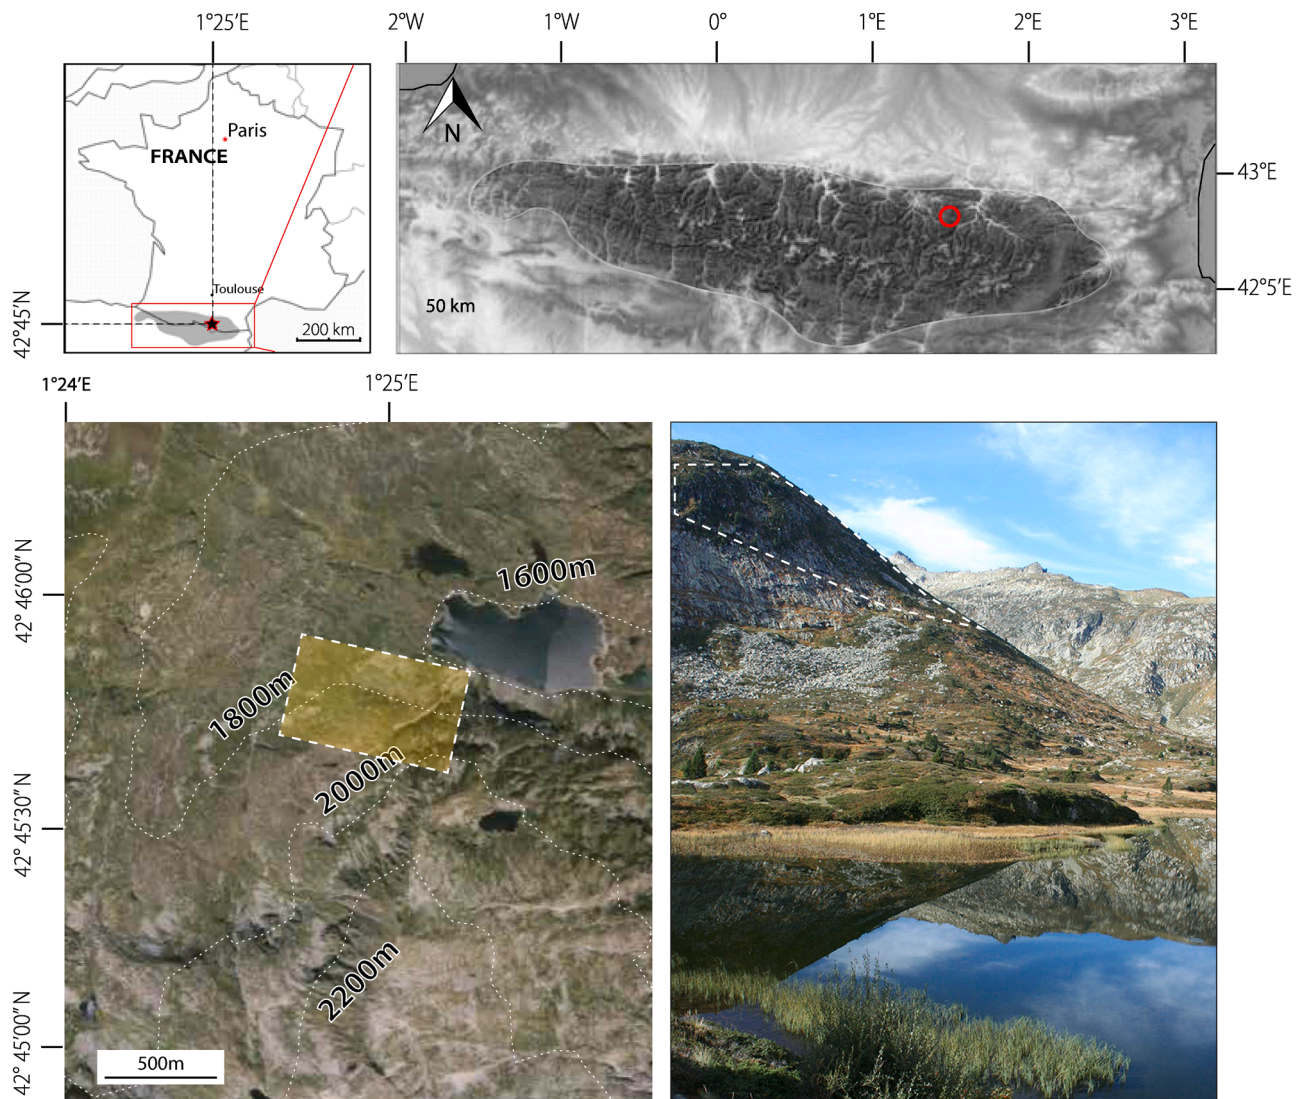 1°25′E
2°W
1°W
0°
1°E
2°E
3°E
Paris
FRANCE
Toulouse
200 km
42°45′N
N
50 km
43°E
42°5′E
1°24′E
1°25′E
1600m
1800m
2000m
2200m
42° 46′00″ N
42° 45′30″ N
42° 45′00″ N
500m